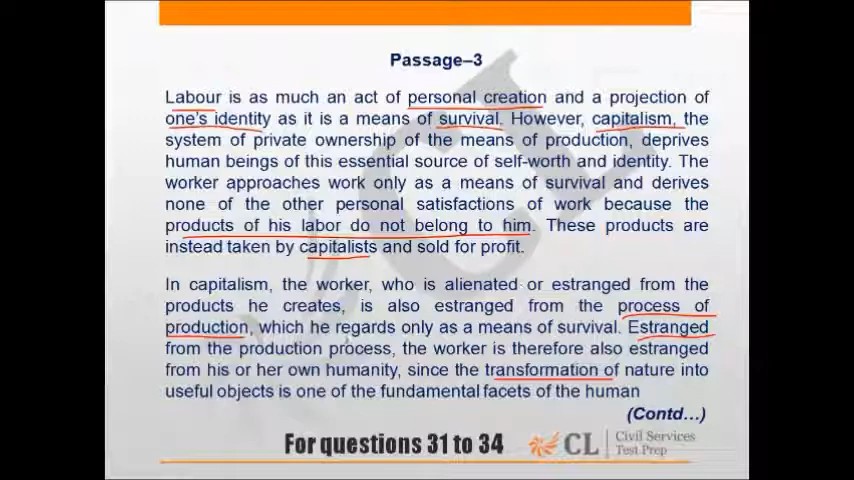 Passage–3
Labour is as much an act of personal creation and a projection of
one's identity as it is a means of survival. However, capitalism, the
system of private ownership of the means of production, deprives
human beings of this essential source of self-worth and identity. The
worker approaches work only as a means of survival and derives
none of the other personal satisfactions of work because the
products of his labor do not belong to him. These products are
instead taken by capitalists and sold for profit.
In capitalism, the worker, who is alienated or estranged from the
products he creates, is also estranged from the process of
production, which he regards only as a means of survival. Estranged
from the production process, the worker is therefore also estranged
from his or her own humanity, since the transformation of nature into
useful objects is one of the fundamental facets of the human
(Contd…)
For questions 31 to 34
CL
Civil Services
Test Prep
CL